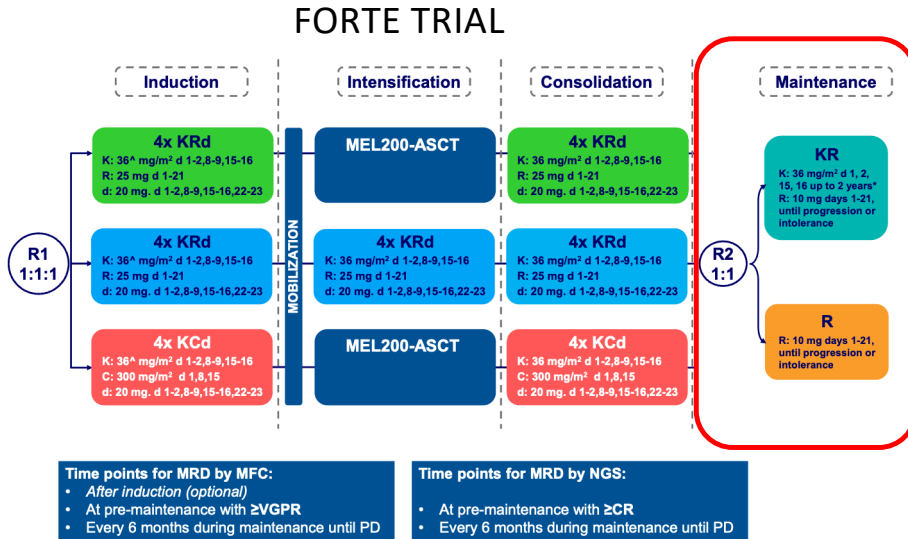 FORTE TRIAL
Induction
Intensification
Consolidation
Maintenance
R1
1:1:1
4x KRd
K: 36^ mg/m² d 1-2,8-9,15-16
R: 25 mg d 1-21
d: 20 mg. d 1-2,8-9,15-16,22-23
4x KRd
K: 36^ mg/m² d 1-2,8-9,15-16
R: 25 mg d 1-21
d: 20 mg. d 1-2,8-9,15-16,22-23
4x KCd
K: 36^ mg/m² d 1-2,8-9,15-16
C: 300 mg/m² d 1,8,15
d: 20 mg. d 1-2,8-9,15-16,22-23
MOBILIZATION
MEL200-ASCT
4x KRd
K: 36 mg/m² d 1-2,8-9,15-16
R: 25 mg d 1-21
d: 20 mg. d 1-2,8-9,15-16,22-23
MEL200-ASCT
4x KRd
K: 36 mg/m² d 1-2,8-9,15-16
R: 25 mg d 1-21
d: 20 mg. d 1-2,8-9,15-16,22-23
4x KRd
K: 36 mg/m² d 1-2,8-9,15-16
R: 25 mg d 1-21
d: 20 mg. d 1-2,8-9,15-16,22-23
4x KCd
K: 36 mg/m² d 1-2,8-9,15-16
C: 300 mg/m² d 1,8,15
d: 20 mg. d 1-2,8-9,15-16,22-23
R2
1:1
KR
K: 36 mg/m² d 1, 2,
15, 16 up to 2 years*
R: 10 mg days 1-21,
until progression or
intolerance
R
R: 10 mg days 1-21,
until progression or
intolerance
Time points for MRD by MFC:
• After induction (optional)
• At pre-maintenance with ≥VGPR
• Every 6 months during maintenance until PD
Time points for MRD by NGS:
• At pre-maintenance with ≥CR
• Every 6 months during maintenance until PD